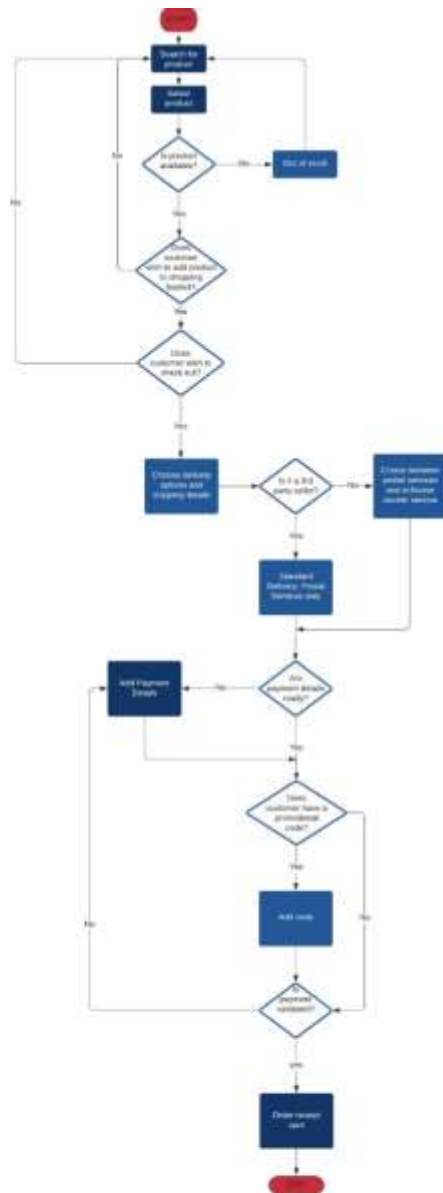 Search for
product
Select
product
Is product
available?
No
Out of stock
Yes
No
Does
customer
wish to add product
to shopping
basket?
No
Yes
Does
customer wish to
check out?
Yes
Choose delivery
options and
shipping details
Is it a 3rd
party seller?
No
Choose between
postal services
and
courier service
Yes
Standard
Delivery: Postal
Services only
Are
payment details
ready?
No
Add Payment
Details
Yes
Does
customer have a
promotional
code?
Yes
No
No
Add code
Is
payment
validated?
yes
Order receipt
sent